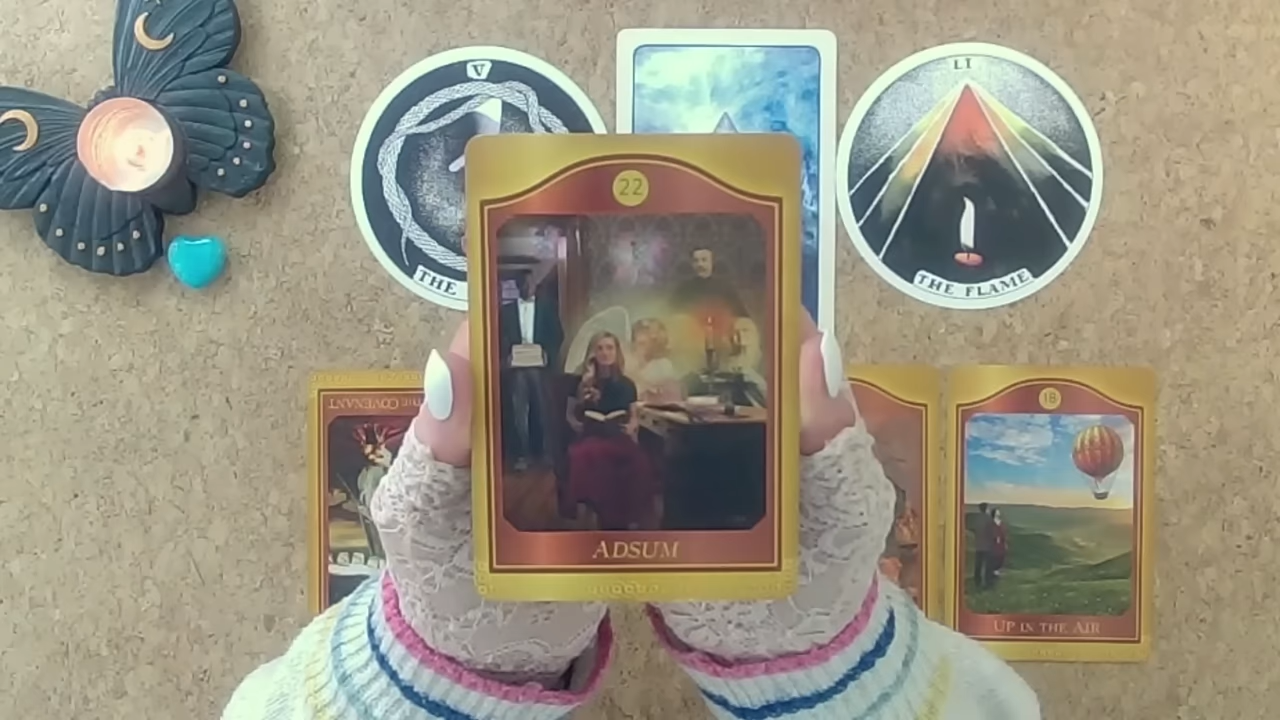 V
LI
THE
THE FLAME
22
THE COVENANT
18
ADSUM
UP IN THE AIR